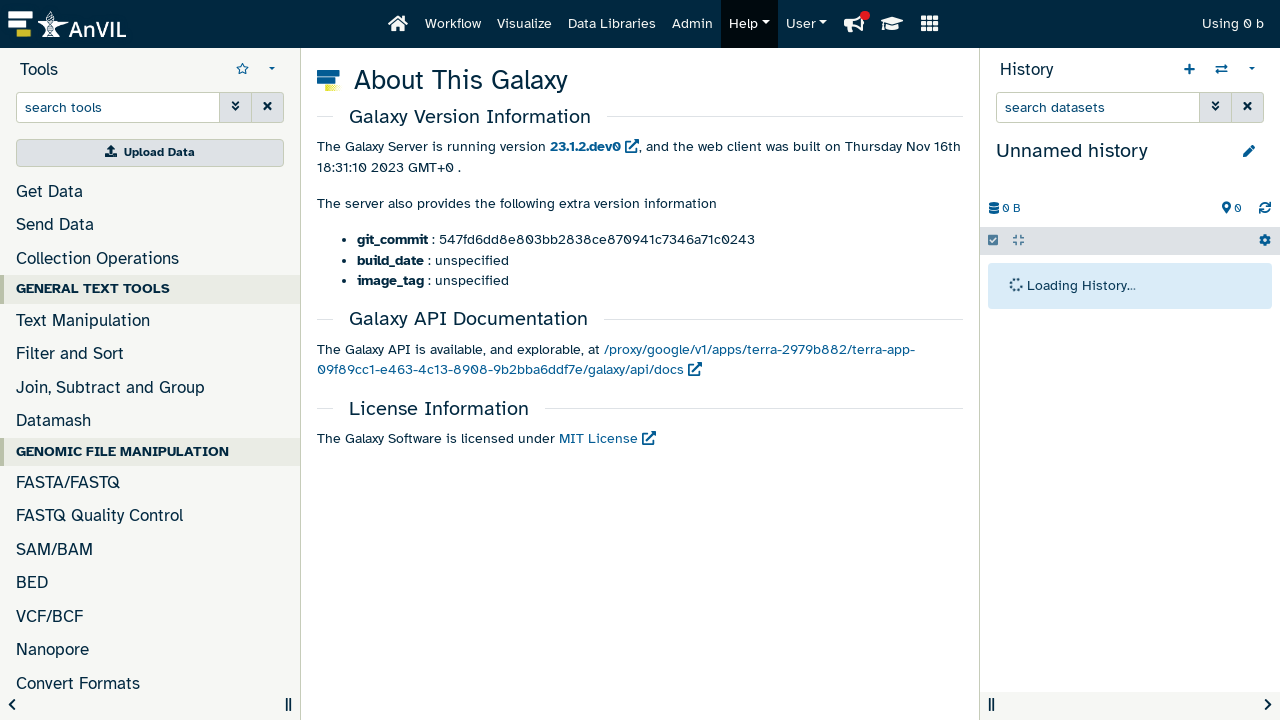 AnVIL
Workflow
Visualize
Data Libraries
Admin
Help
User
Using 0 b
Tools
search tools
Upload Data
Get Data
Send Data
Collection Operations
GENERAL TEXT TOOLS
Text Manipulation
Filter and Sort
Join, Subtract and Group
Datamash
GENOMIC FILE MANIPULATION
FASTA/FASTQ
FASTQ Quality Control
SAM/BAM
BED
VCF/BCF
Nanopore
Convert Formats
About This Galaxy
Galaxy Version Information
The Galaxy Server is running version 23.1.2.dev0 , and the web client was built on Thursday Nov 16th
18:31:10 2023 GMT+0 .
The server also provides the following extra version information
• git_commit : 547fd6dd8e803bb2838ce870941c7346a71c0243
• build_date : unspecified
• image_tag : unspecified
Galaxy API Documentation
The Galaxy API is available, and explorable, at /proxy/google/v1/apps/terra-2979b882/terra-app-
09f89cc1-e463-4c13-8908-9b2bba6ddf7e/galaxy/api/docs
License Information
The Galaxy Software is licensed under MIT License
History
search datasets
Unnamed history
0 B
0
Loading History...